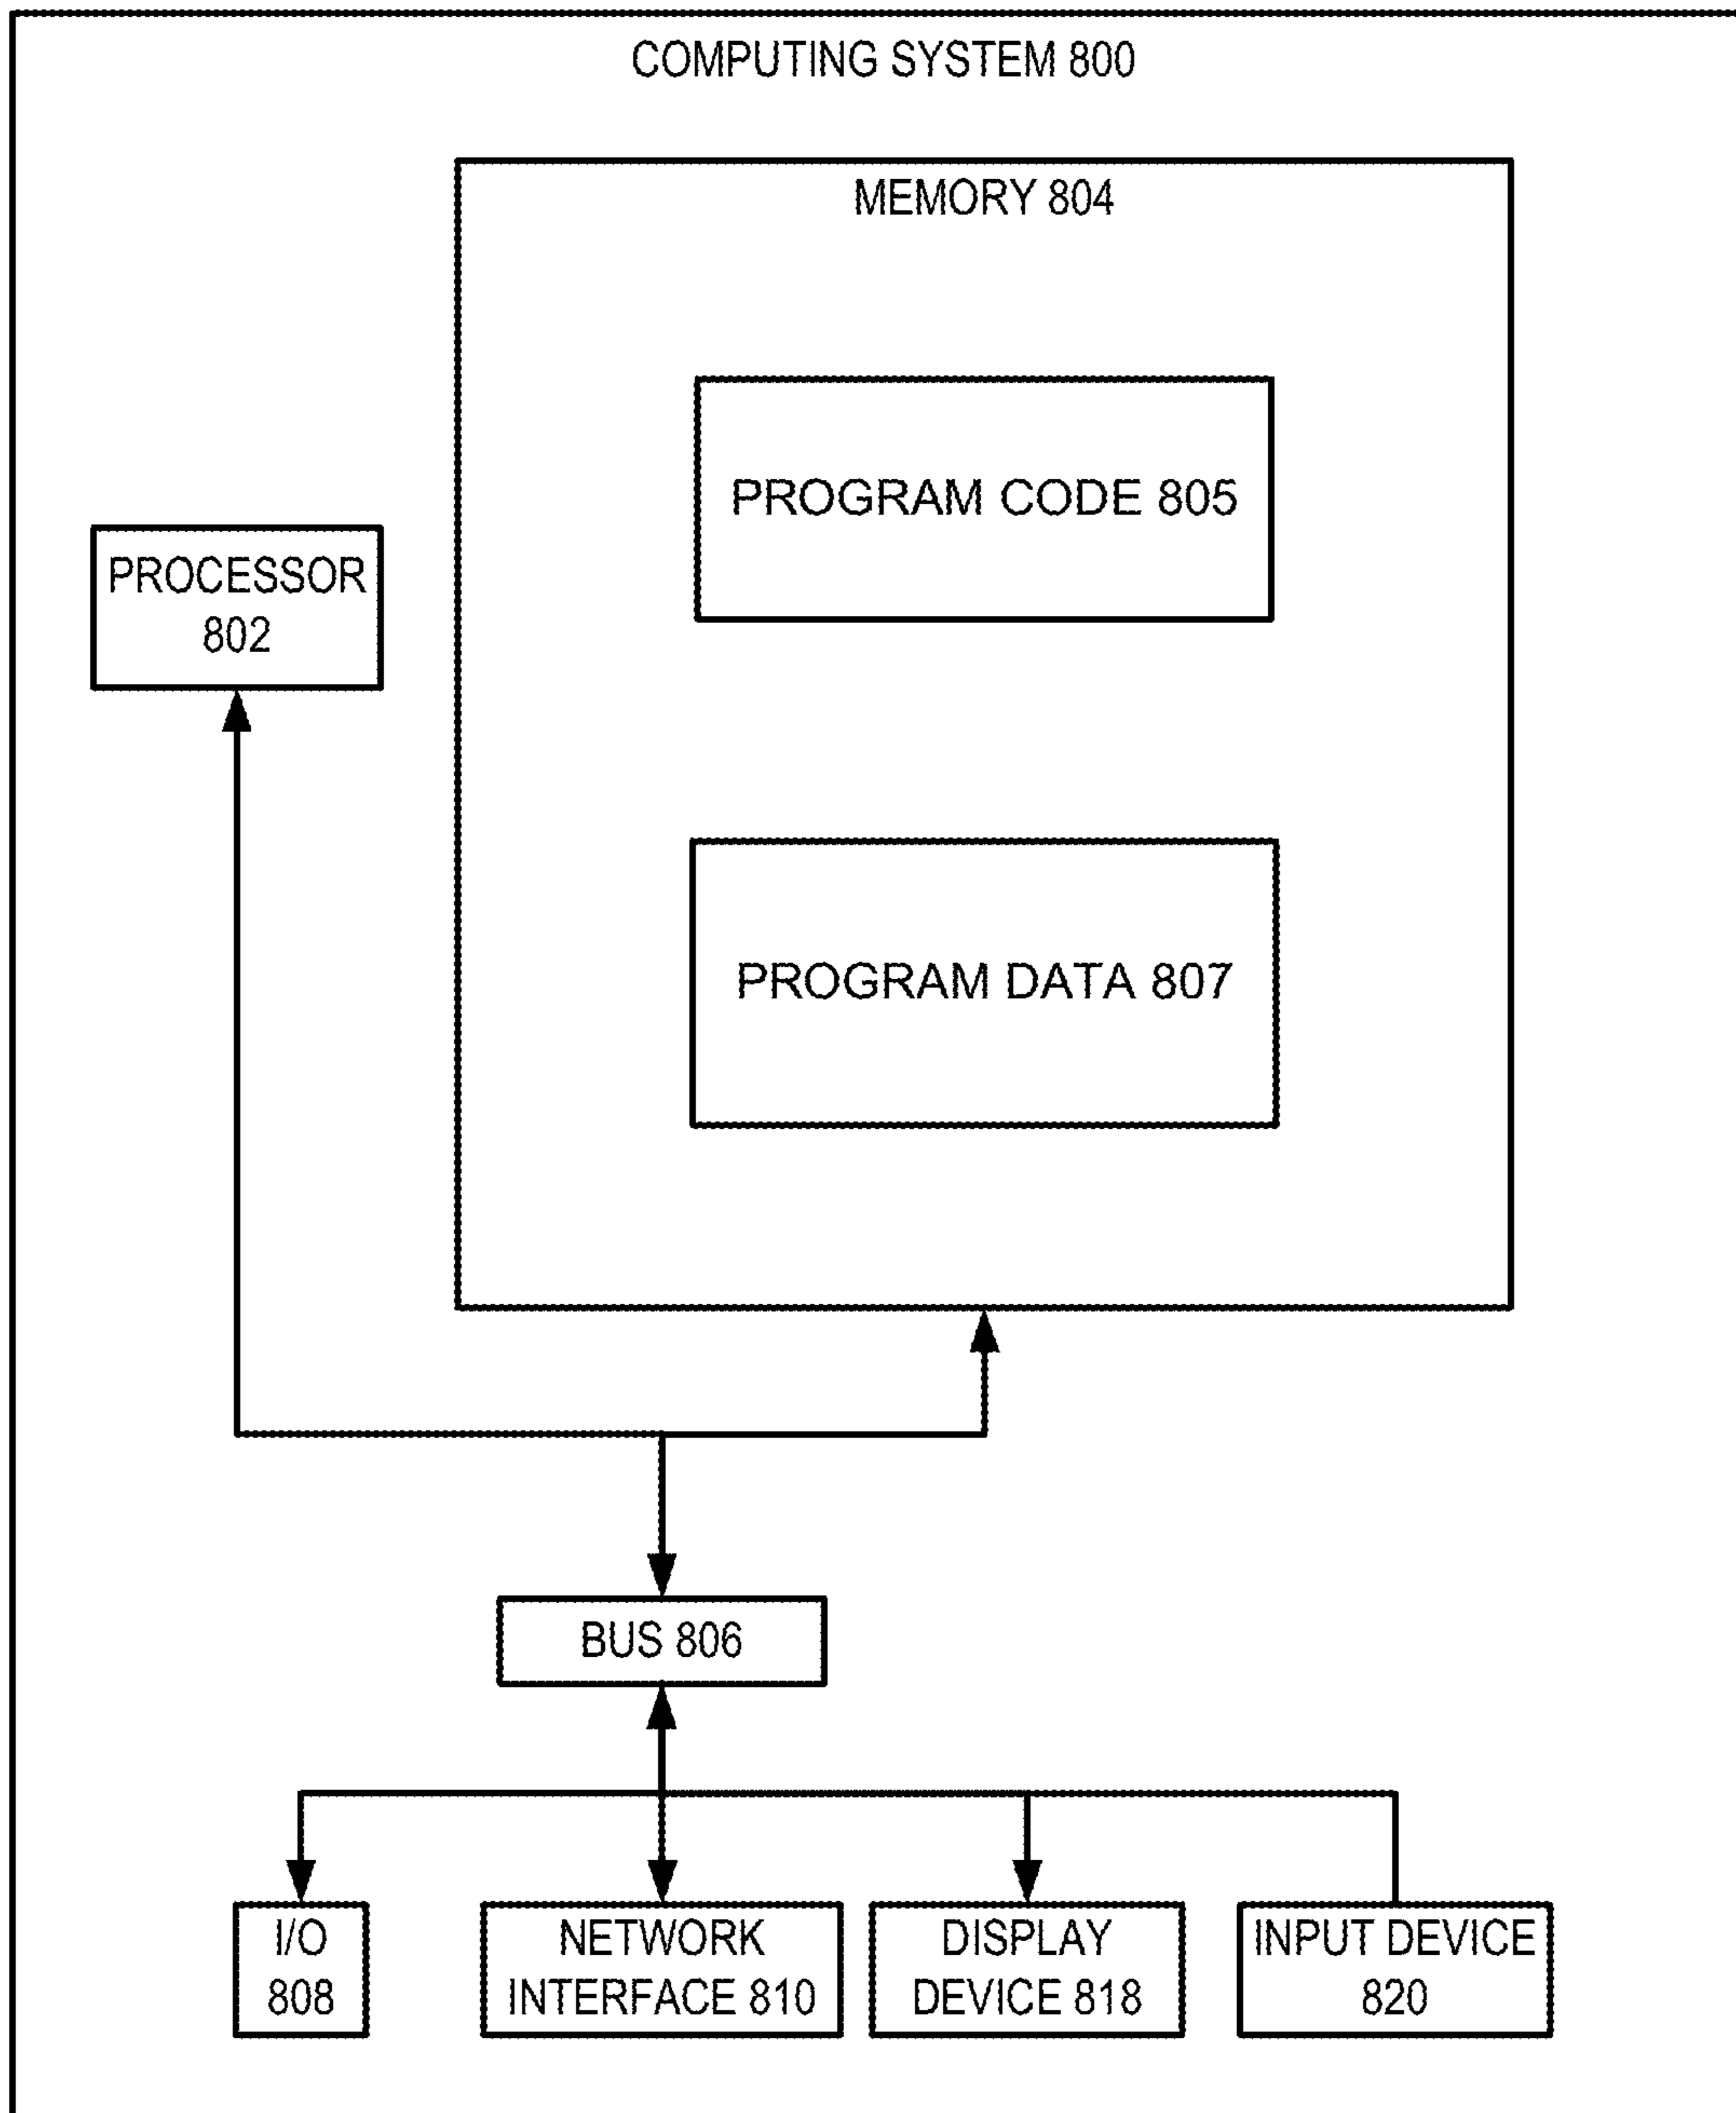 COMPUTING SYSTEM 800
MEMORY 804
PROGRAM CODE 805
PROCESSOR
802
PROGRAM DATA 807
BUS 806
I/O
808
NETWORK
INTERFACE 810
DISPLAY
DEVICE 818
INPUT DEVICE
820